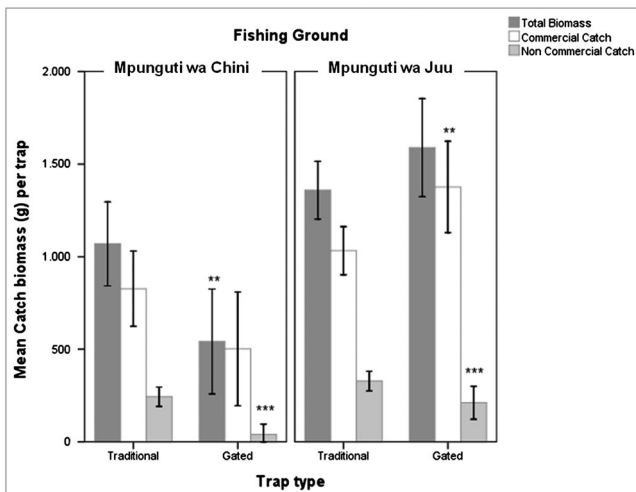 Fishing Ground
Total Biomass
Commercial Catch
Non Commercial Catch
Mpunguti wa Chini
Mpunguti wa Juu
Mean Catch biomass (g) per trap
2.000
1.500
1.000
500
0
**
***
**
***
Traditional
Gated
Traditional
Gated
Trap type